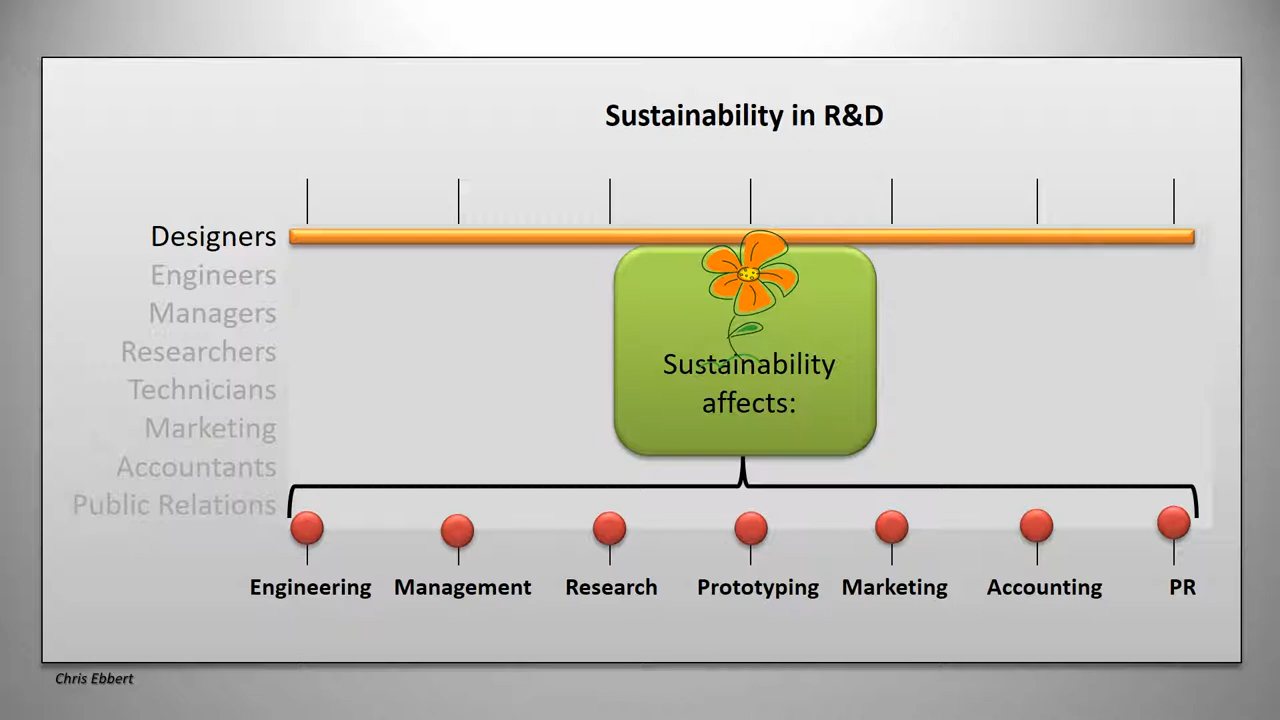 Sustainability in R&D
Designers
Engineers
Managers
Researchers
Technicians
Marketing
Accountants
Public Relations
Sustainability
affects:
Engineering Management Research Prototyping Marketing Accounting PR
Chris Ebbert